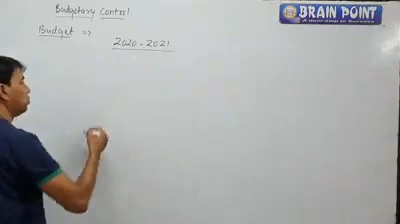 Budgetary Control
Budget ⇒
2020 - 2021
BRAIN POINT